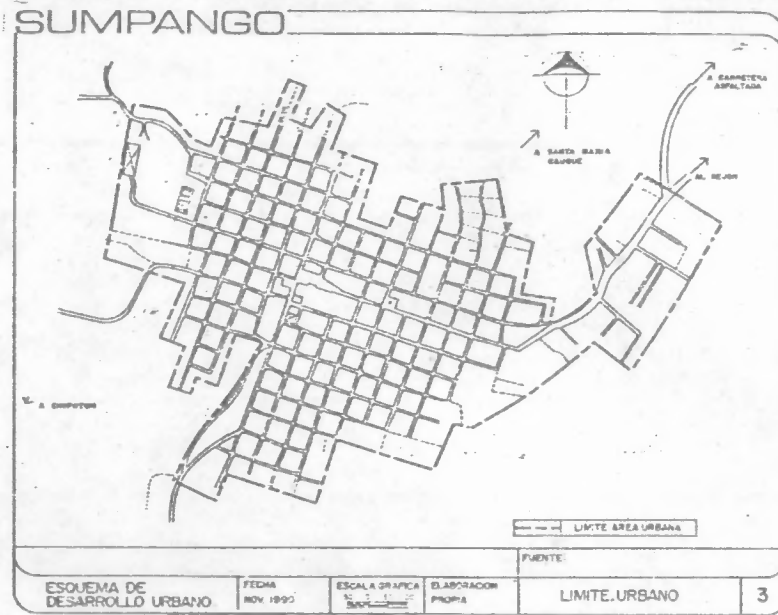 SUMPANGO
A CARRETERA
ASFALTADA
A SANTA MARIA
CAUQUE
AL REJON
A
LIMITE AREA URBANA
FUENTE:
ESQUEMA DE
DESARROLLO URBANO
FECHA
NOV. 1990
ESCALA GRAFICA
ELABORACION
PROPIA
LIMITE URBANO
3